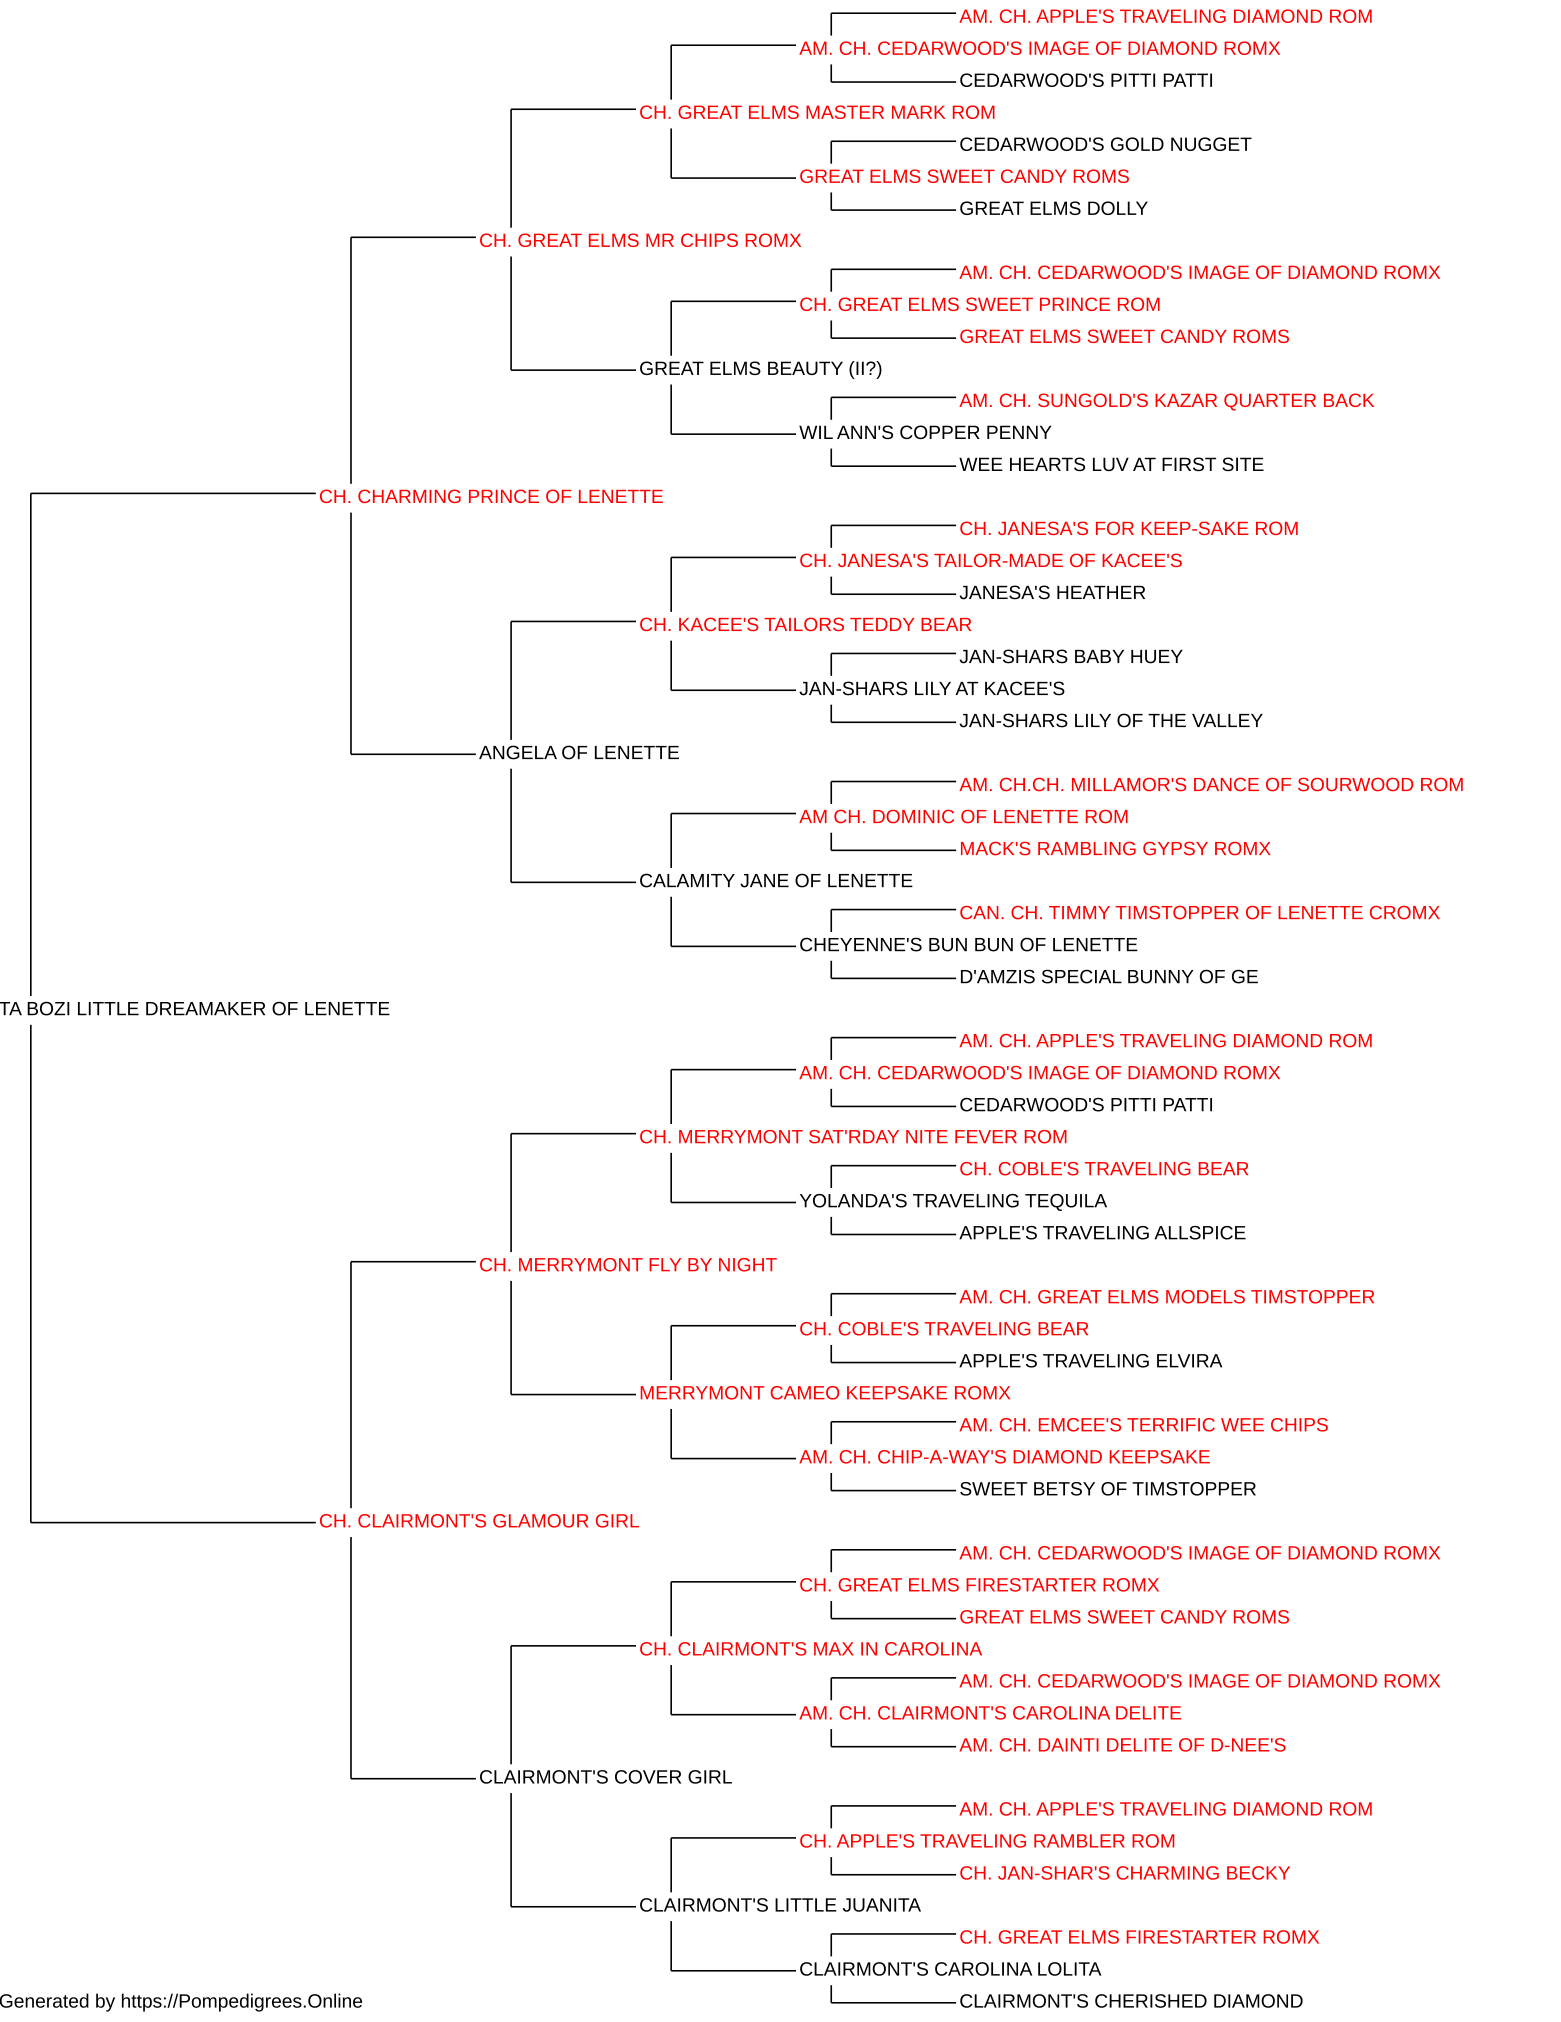 AM. CH. APPLE'S TRAVELING DIAMOND ROM
AM. CH. CEDARWOOD'S IMAGE OF DIAMOND ROMX
CEDARWOOD'S PITTI PATTI
CH. GREAT ELMS MASTER MARK ROM
CEDARWOOD'S GOLD NUGGET
GREAT ELMS SWEET CANDY ROMS
GREAT ELMS DOLLY
CH. GREAT ELMS MR CHIPS ROMX
AM. CH. CEDARWOOD'S IMAGE OF DIAMOND ROMX
CH. GREAT ELMS SWEET PRINCE ROM
GREAT ELMS SWEET CANDY ROMS
GREAT ELMS BEAUTY (II?)
AM. CH. SUNGOLD'S KAZAR QUARTER BACK
WIL ANN'S COPPER PENNY
WEE HEARTS LUV AT FIRST SITE
CH. CHARMING PRINCE OF LENETTE
CH. JANESA'S FOR KEEP-SAKE ROM
CH. JANESA'S TAILOR-MADE OF KACEE'S
JANESA'S HEATHER
CH. KACEE'S TAILORS TEDDY BEAR
JAN-SHARS BABY HUEY
JAN-SHARS LILY AT KACEE'S
JAN-SHARS LILY OF THE VALLEY
ANGELA OF LENETTE
AM. CH.CH. MILLAMOR'S DANCE OF SOURWOOD ROM
AM CH. DOMINIC OF LENETTE ROM
MACK'S RAMBLING GYPSY ROMX
CALAMITY JANE OF LENETTE
CAN. CH. TIMMY TIMSTOPPER OF LENETTE CROMX
CHEYENNE'S BUN BUN OF LENETTE
D'AMZIS SPECIAL BUNNY OF GE
TA BOZI LITTLE DREAMAKER OF LENETTE
AM. CH. APPLE'S TRAVELING DIAMOND ROM
AM. CH. CEDARWOOD'S IMAGE OF DIAMOND ROMX
CEDARWOOD'S PITTI PATTI
CH. MERRYMONT SAT'RDAY NITE FEVER ROM
CH. COBLE'S TRAVELING BEAR
YOLANDA'S TRAVELING TEQUILA
APPLE'S TRAVELING ALLSPICE
CH. MERRYMONT FLY BY NIGHT
AM. CH. GREAT ELMS MODELS TIMSTOPPER
CH. COBLE'S TRAVELING BEAR
APPLE'S TRAVELING ELVIRA
MERRYMONT CAMEO KEEPSAKE ROMX
AM. CH. EMCEE'S TERRIFIC WEE CHIPS
AM. CH. CHIP-A-WAY'S DIAMOND KEEPSAKE
SWEET BETSY OF TIMSTOPPER
CH. CLAIRMONT'S GLAMOUR GIRL
AM. CH. CEDARWOOD'S IMAGE OF DIAMOND ROMX
CH. GREAT ELMS FIRESTARTER ROMX
GREAT ELMS SWEET CANDY ROMS
CH. CLAIRMONT'S MAX IN CAROLINA
AM. CH. CEDARWOOD'S IMAGE OF DIAMOND ROMX
AM. CH. CLAIRMONT'S CAROLINA DELITE
AM. CH. DAINTI DELITE OF D-NEE'S
CLAIRMONT'S COVER GIRL
AM. CH. APPLE'S TRAVELING DIAMOND ROM
CH. APPLE'S TRAVELING RAMBLER ROM
CH. JAN-SHAR'S CHARMING BECKY
CLAIRMONT'S LITTLE JUANITA
CH. GREAT ELMS FIRESTARTER ROMX
CLAIRMONT'S CAROLINA LOLITA
CLAIRMONT'S CHERISHED DIAMOND
Generated by https://Pompedigrees.Online